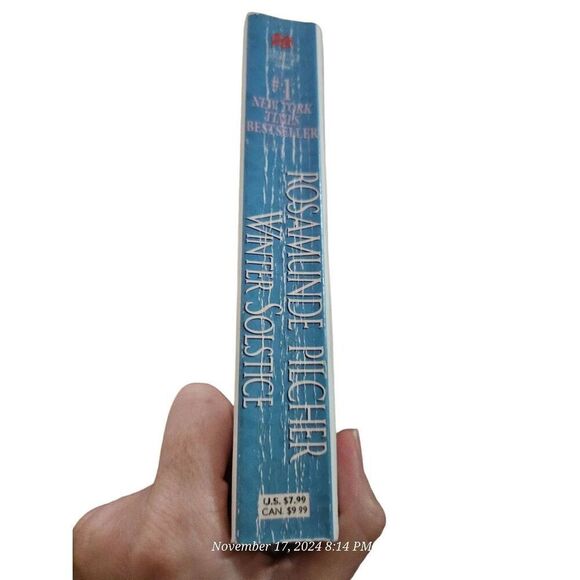 #1
NEW YORK
TIMES
BESTSELLER
ROSAMUNDE PILCHER
WINTER SOLSTICE
U.S. $7.99
CAN. $9.99
November 17, 2024 8:14 PM